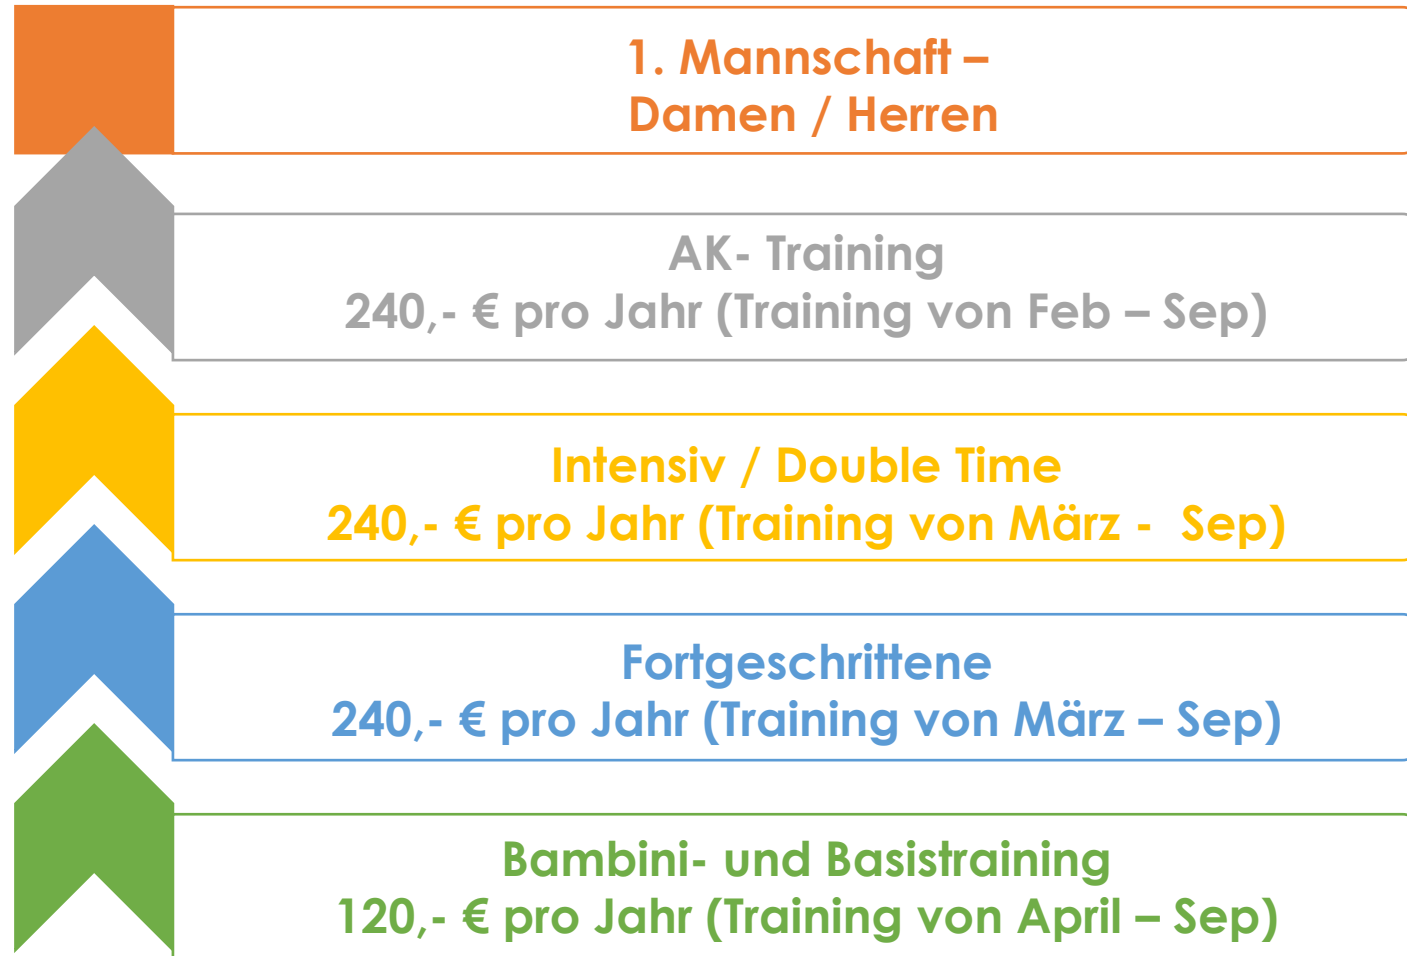 1. Mannschaft –
Damen / Herren
AK- Training
240,- € pro Jahr (Training von Feb – Sep)
Intensiv / Double Time
240,- € pro Jahr (Training von März -  Sep)
Fortgeschrittene
240,- € pro Jahr (Training von März – Sep)
Bambini- und Basistraining
120,- € pro Jahr (Training von April – Sep)